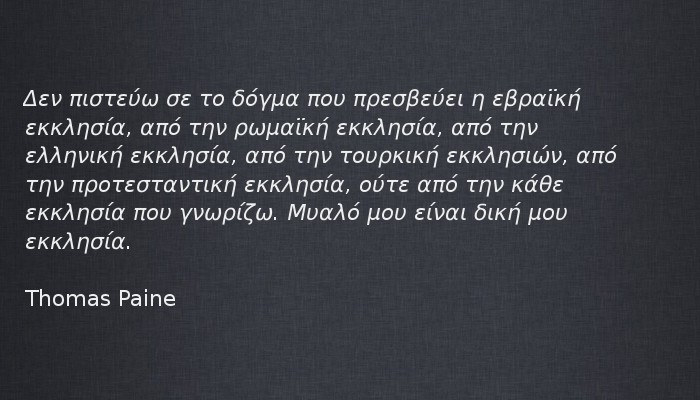 Δεν πιστεύω σε το δόγμα που πρεσβεύει η εβραϊκή
εκκλησία, από την ρωμαϊκή εκκλησία, από την
ελληνική εκκλησία, από την τουρκική εκκλησιών, από
την προτεσταντική εκκλησία, ούτε από την κάθε
εκκλησία που γνωρίζω. Μυαλό μου είναι δική μου
εκκλησία.
Thomas Paine